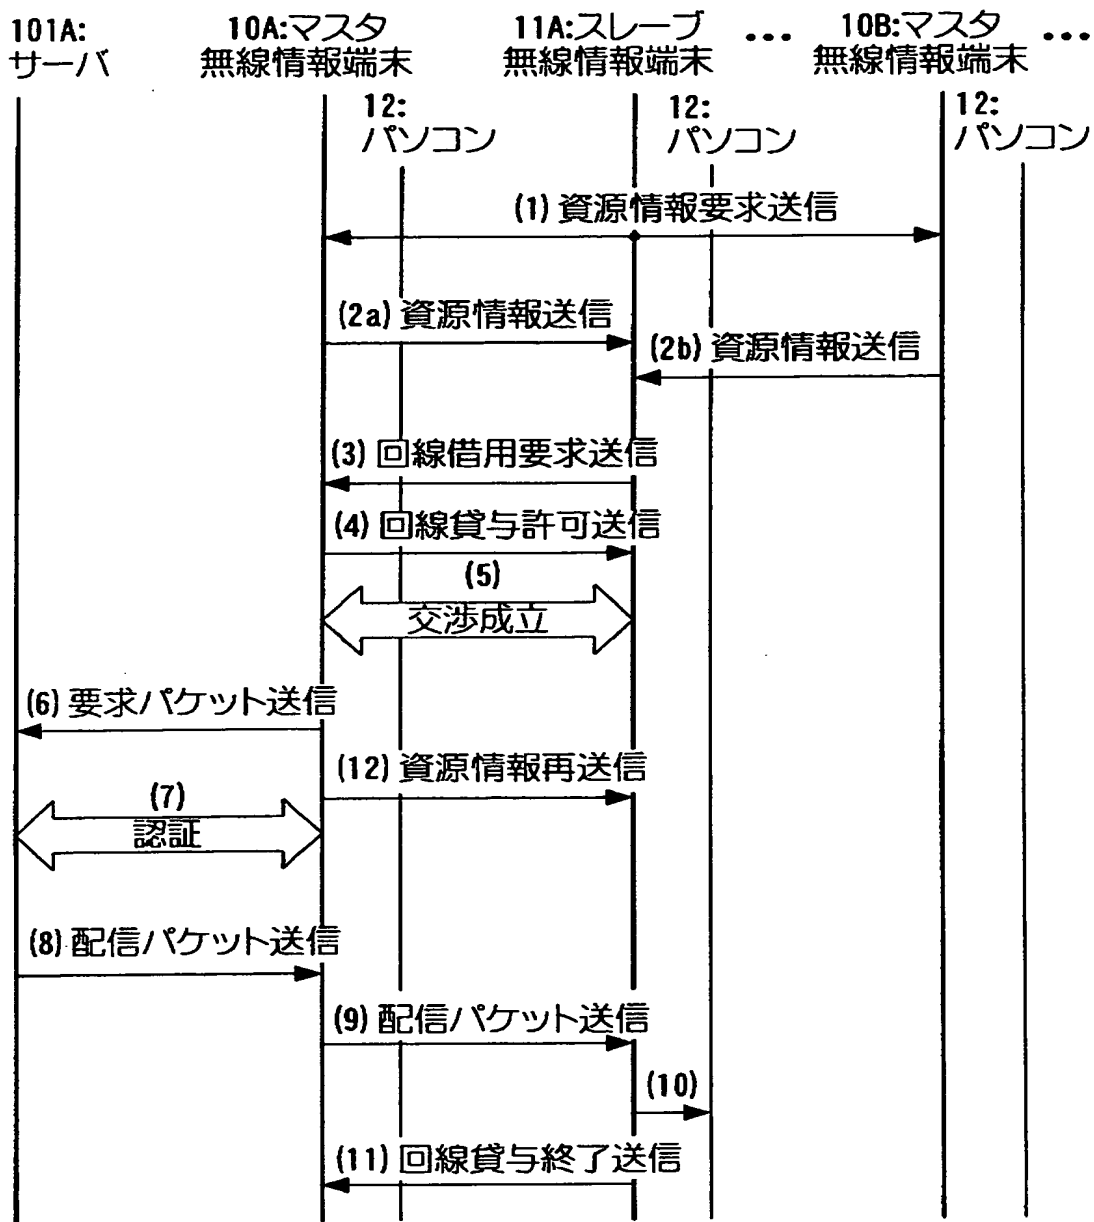 101A:
サーバ
10A:マスタ
無線情報端末
11A:スレーブ
無線情報端末
•••
10B:マスタ
無線情報端末
•••
12:
パソコン
12:
パソコン
12:
パソコン
(1) 資源情報要求送信
(2a) 資源情報送信
(2b) 資源情報送信
(3) 回線借用要求送信
(4) 回線貸与許可送信
(5)
交渉成立
(6) 要求パケット送信
(12) 資源情報再送信
(7)
認証
(8) 配信パケット送信
(9) 配信パケット送信
(10)
(11) 回線貸与終了送信